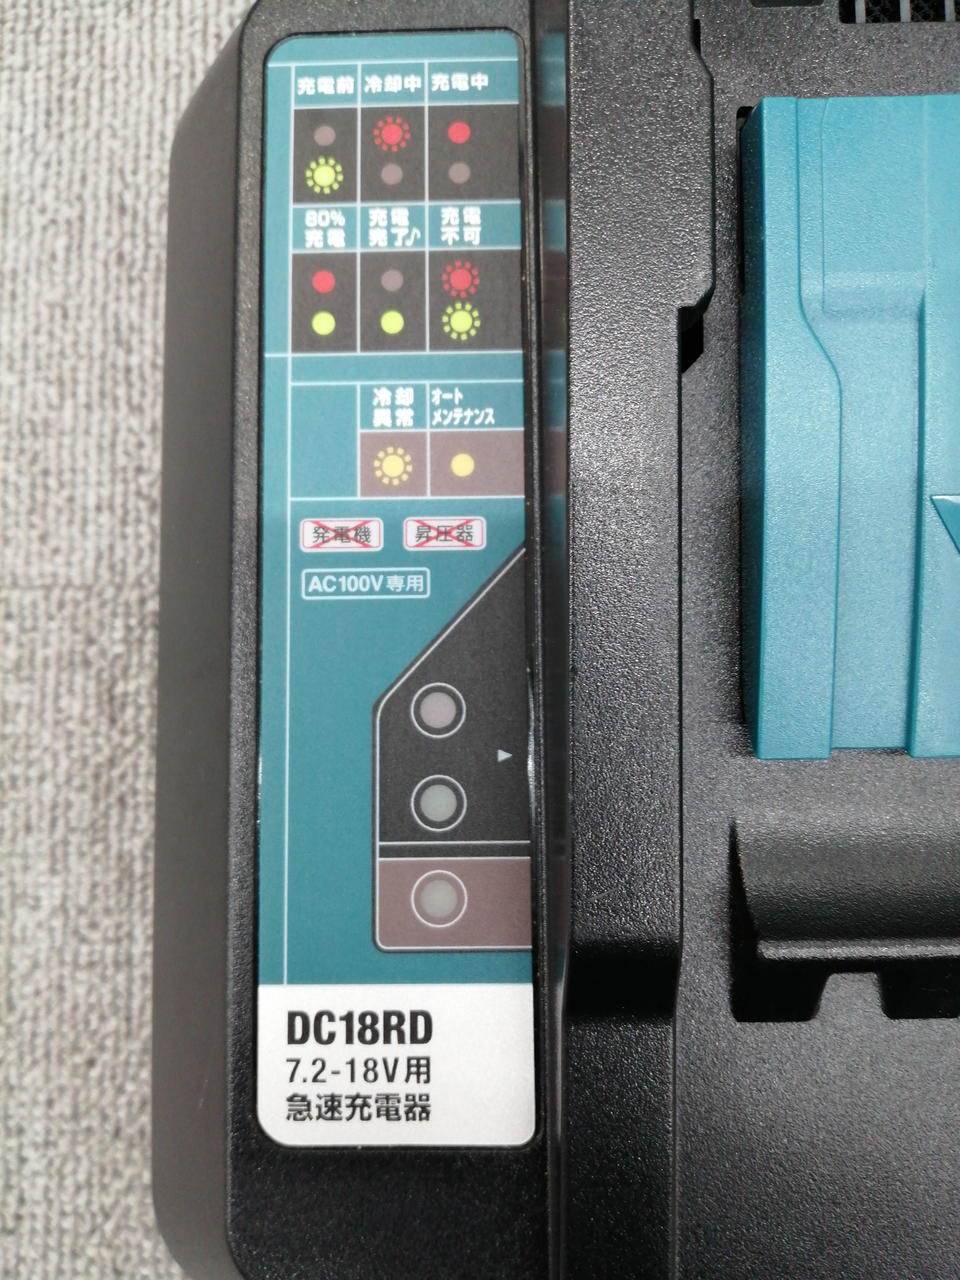 充電前 冷却中 充電中
80%
充電
充電
完了♪
充電
不可
冷却
異常
オート
メンテナンス
発電機 昇圧器
AC100V専用
DC18RD
7.2-18V用
急速充電器